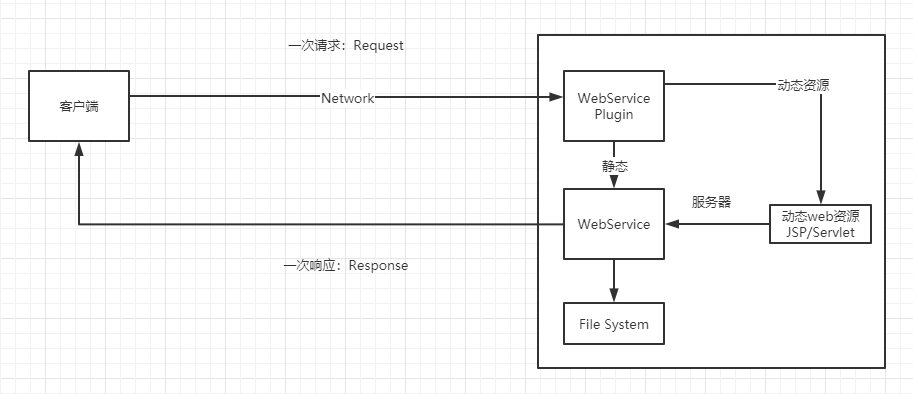 一次请求：Request
客户端
Network
WebService
Plugin
动态资源
静态
服务器
WebService
动态web资源
JSP/Servlet
一次响应：Response
File System